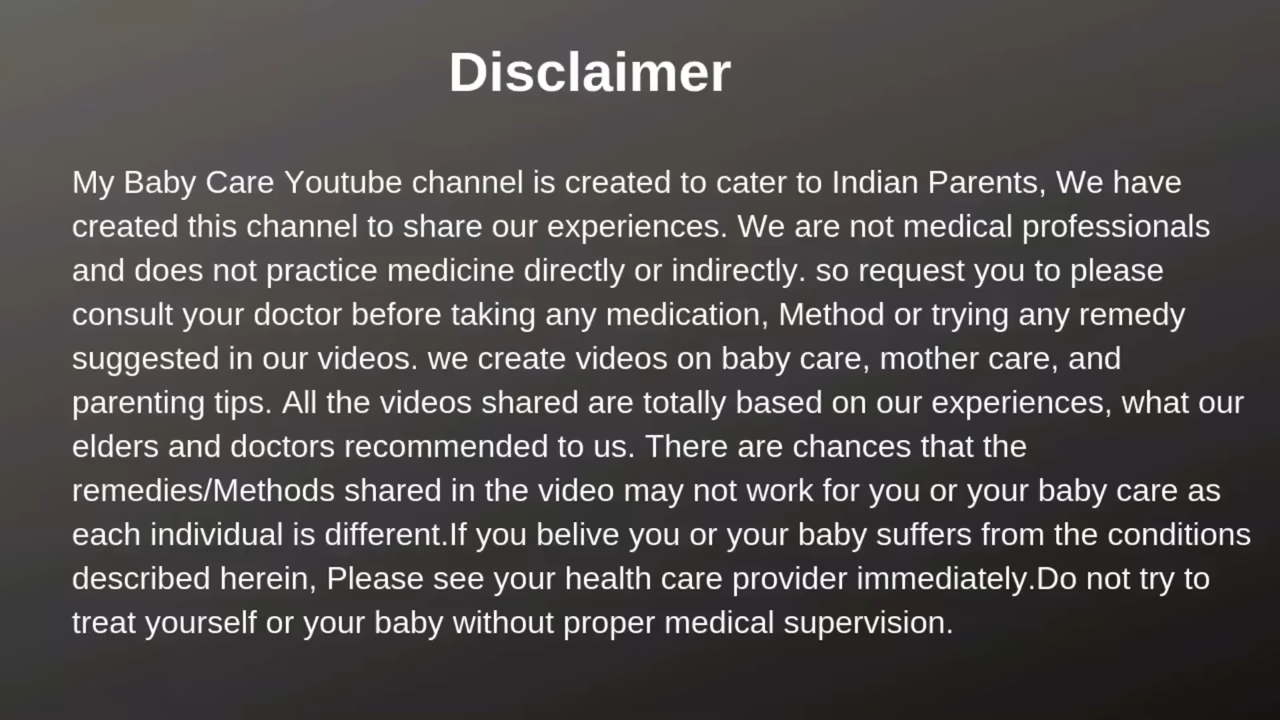 Disclaimer
My Baby Care Youtube channel is created to cater to Indian Parents, We have
created this channel to share our experiences. We are not medical professionals
and does not practice medicine directly or indirectly. so request you to please
consult your doctor before taking any medication, Method or trying any remedy
suggested in our videos. we create videos on baby care, mother care, and
parenting tips. All the videos shared are totally based on our experiences, what our
elders and doctors recommended to us. There are chances that the
remedies/Methods shared in the video may not work for you or your baby care as
each individual is different.If you belive you or your baby suffers from the conditions
described herein, Please see your health care provider immediately.Do not try to
treat yourself or your baby without proper medical supervision.